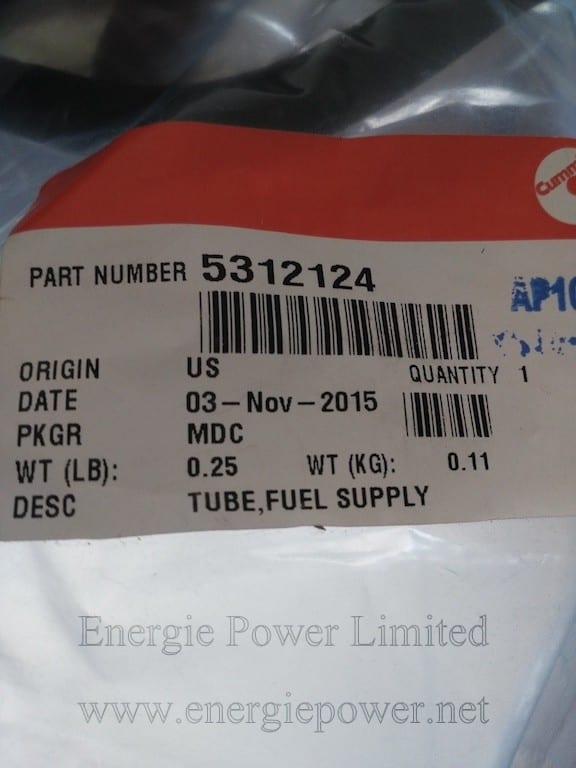 PART NUMBER 5312124
ORIGIN US QUANTITY 1
DATE 03-Nov-2015
PKGR MDC
WT (LB): 0.25 WT (KG): 0.11
DESC TUBE,FUEL SUPPLY
Energie Power Limited
www.energiepower.net